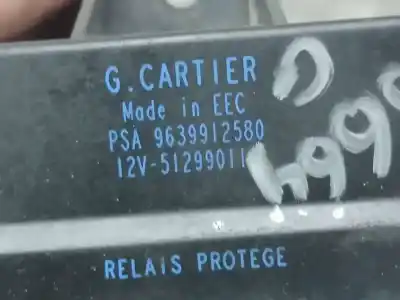 G. CARTIER
Made in EEC
PSA 9639912580
12V-51299011
RELAIS PROTEGE